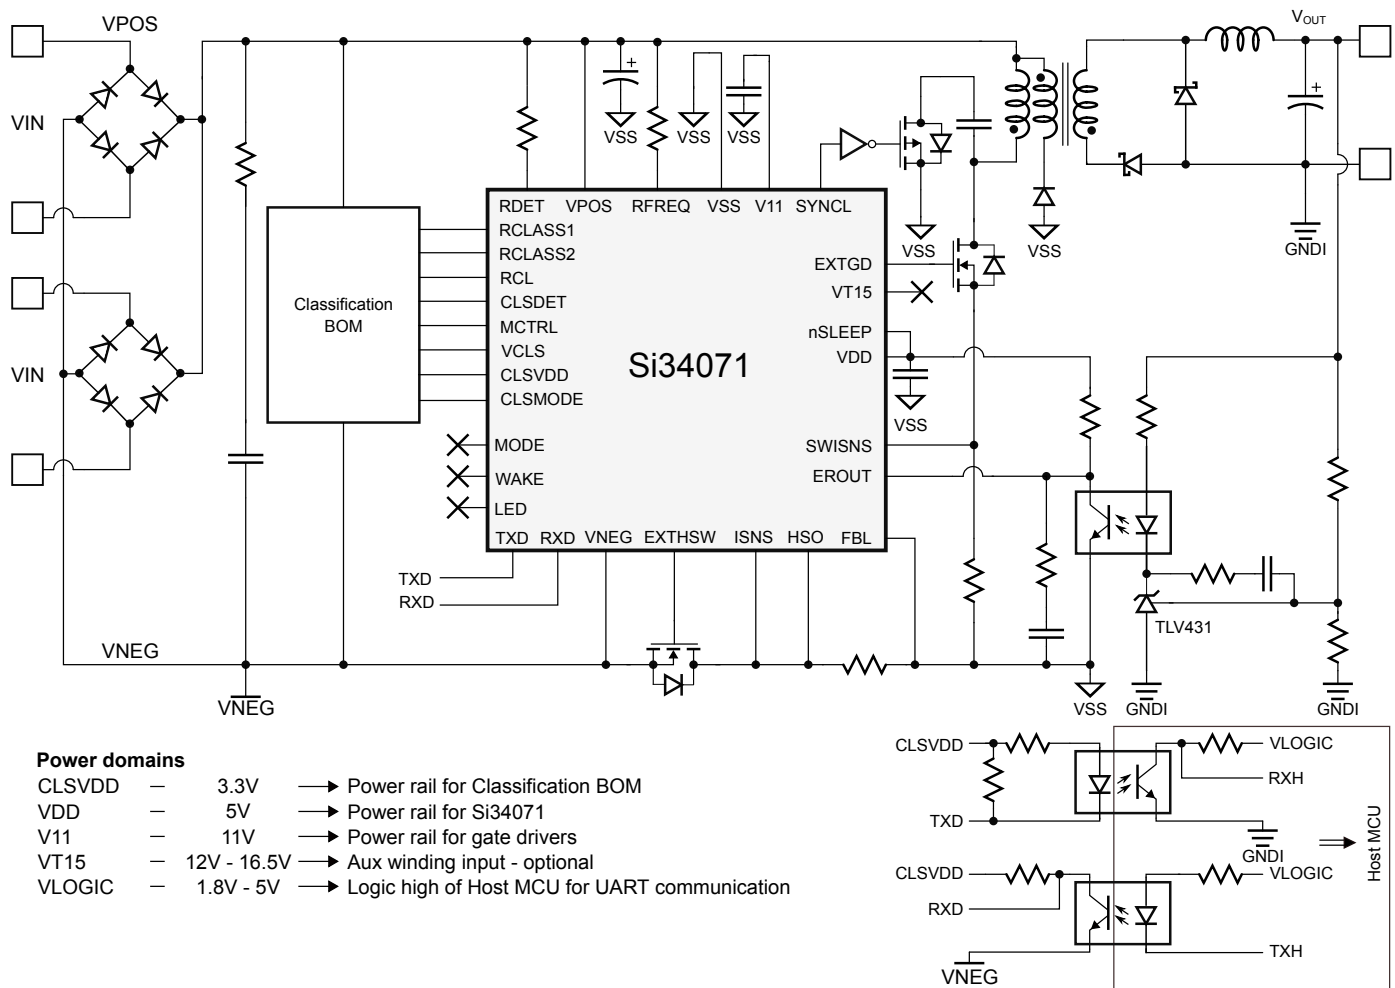 VPOS
V_OUT
VIN
VSS
VSS
VSS
RDET VPOS RFREQ VSS V11 SYNCL
RCLASS1
RCLASS2
RCL
CLSDET
MCTRL
VCLS
CLSVDD
CLSMODE
MODE
WAKE
LED
Classification
BOM
Si34071
EXTGD
VT15
nSLEEP
VDD
SWISNS
EROUT
TXD RXD VNEG EXTHSW ISNS HSO FBL
VSS
VSS
GNDI
VIN
VSS
TXD
RXD
TLV431
VNEG
VNEG
VSS
GNDI
GNDI
Power domains
CLSVDD – 3.3V → Power rail for Classification BOM
VDD – 5V → Power rail for Si34071
V11 – 11V → Power rail for gate drivers
VT15 – 12V - 16.5V → Aux winding input - optional
VLOGIC – 1.8V - 5V → Logic high of Host MCU for UART communication
CLSVDD
VLOGIC
RXH
TXD
GNDI
CLSVDD
VLOGIC
RXD
TXH
VNEG
Host MCU